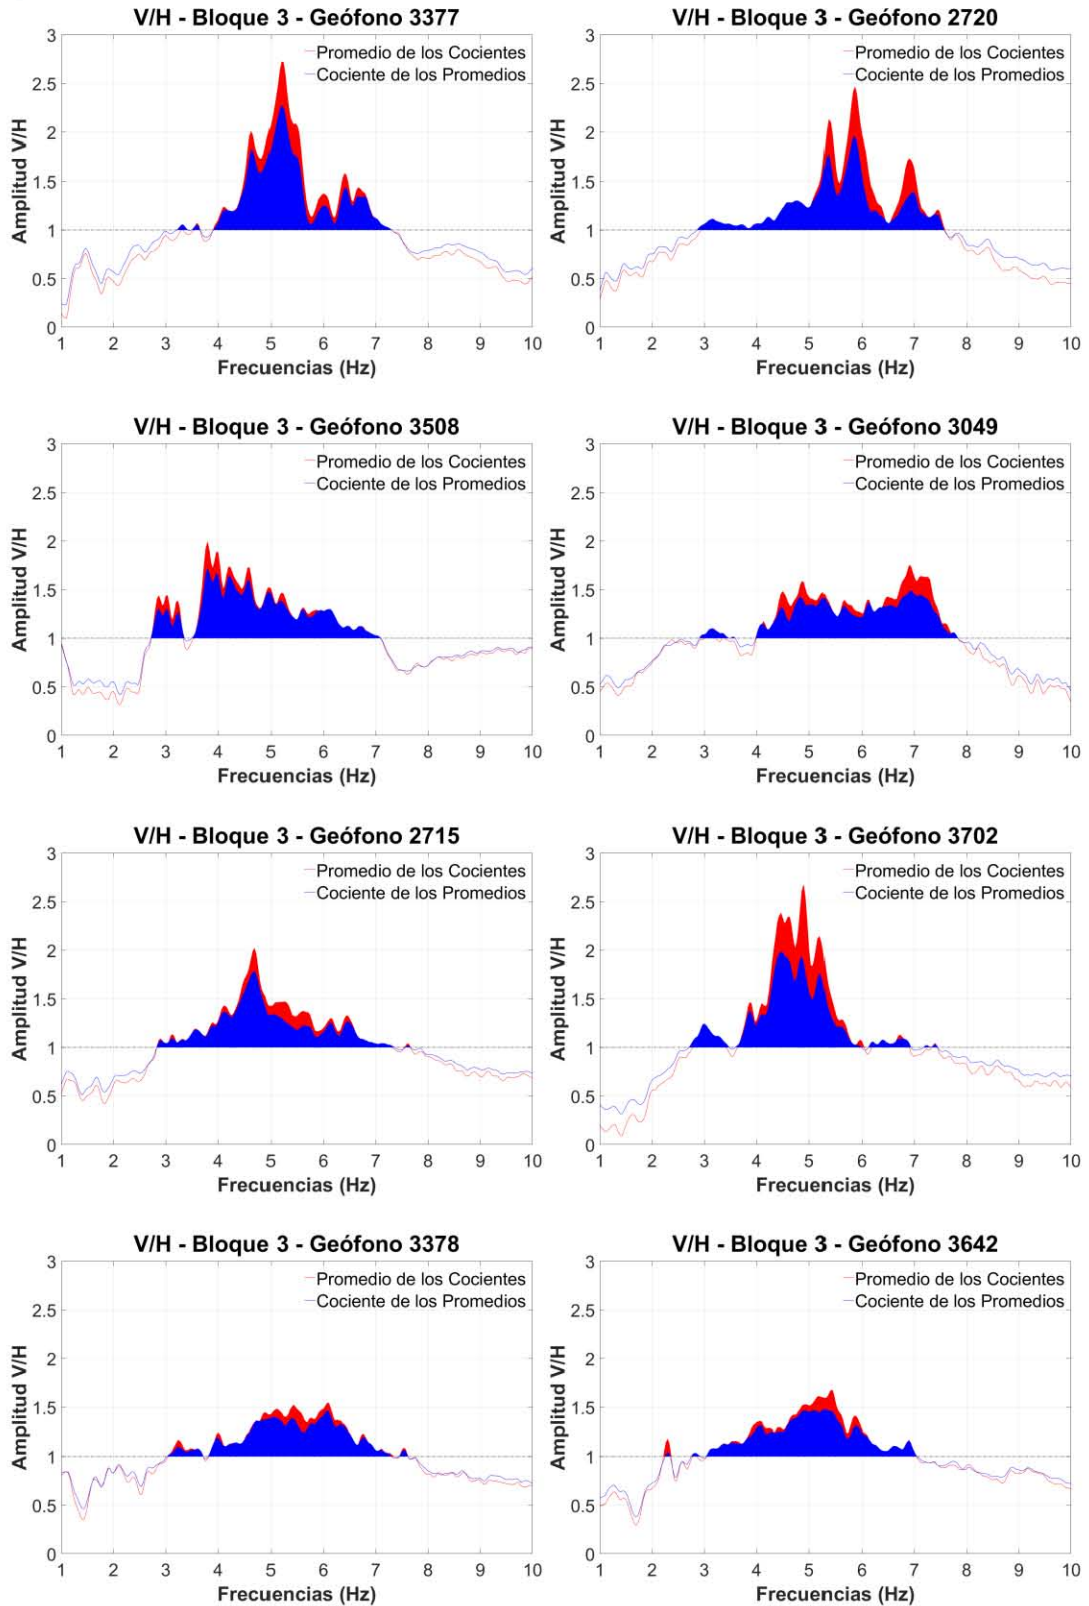 V/H - Bloque 3 - Geófono 3377
Promedio de los Cocientes
Cociente de los Promedios
Amplitud V/H
3
2.5
2
1.5
1
0.5
0
1 2 3 4 5 6 7 8 9 10
Frecuencias (Hz)
V/H - Bloque 3 - Geófono 2720
Promedio de los Cocientes
Cociente de los Promedios
Amplitud V/H
3
2.5
2
1.5
1
0.5
0
1 2 3 4 5 6 7 8 9 10
Frecuencias (Hz)
V/H - Bloque 3 - Geófono 3508
Promedio de los Cocientes
Cociente de los Promedios
Amplitud V/H
3
2.5
2
1.5
1
0.5
0
1 2 3 4 5 6 7 8 9 10
Frecuencias (Hz)
V/H - Bloque 3 - Geófono 3049
Promedio de los Cocientes
Cociente de los Promedios
Amplitud V/H
3
2.5
2
1.5
1
0.5
0
1 2 3 4 5 6 7 8 9 10
Frecuencias (Hz)
V/H - Bloque 3 - Geófono 2715
Promedio de los Cocientes
Cociente de los Promedios
Amplitud V/H
3
2.5
2
1.5
1
0.5
0
1 2 3 4 5 6 7 8 9 10
Frecuencias (Hz)
V/H - Bloque 3 - Geófono 3702
Promedio de los Cocientes
Cociente de los Promedios
Amplitud V/H
3
2.5
2
1.5
1
0.5
0
1 2 3 4 5 6 7 8 9 10
Frecuencias (Hz)
V/H - Bloque 3 - Geófono 3378
Promedio de los Cocientes
Cociente de los Promedios
Amplitud V/H
3
2.5
2
1.5
1
0.5
0
1 2 3 4 5 6 7 8 9 10
Frecuencias (Hz)
V/H - Bloque 3 - Geófono 3642
Promedio de los Cocientes
Cociente de los Promedios
Amplitud V/H
3
2.5
2
1.5
1
0.5
0
1 2 3 4 5 6 7 8 9 10
Frecuencias (Hz)